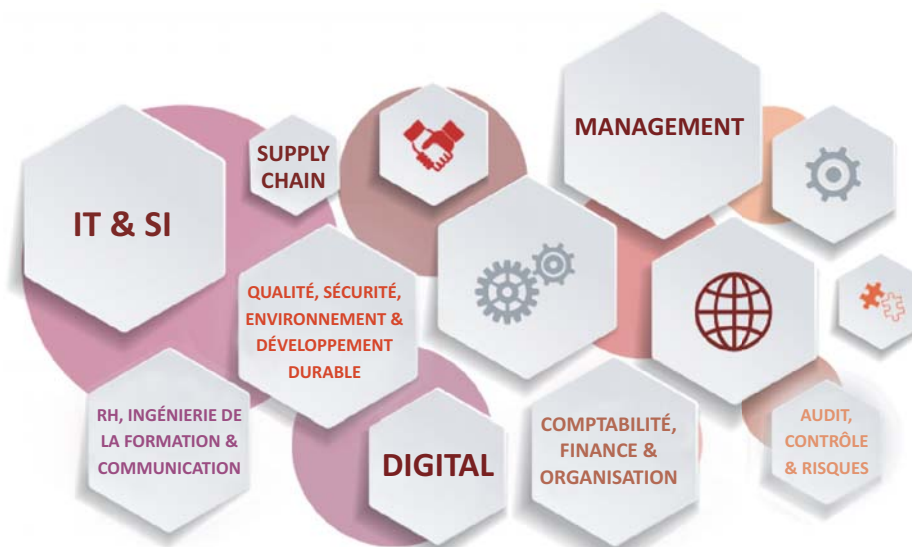 MANAGEMENT
SUPPLY
CHAIN
IT & SI
QUALITÉ, SÉCURITÉ,
ENVIRONNEMENT &
DÉVELOPPEMENT
DURABLE
RH, INGÉNIERIE DE
LA FORMATION &
COMMUNICATION
DIGITAL
COMPTABILITÉ,
FINANCE &
ORGANISATION
AUDIT,
CONTRÔLE
& RISQUES